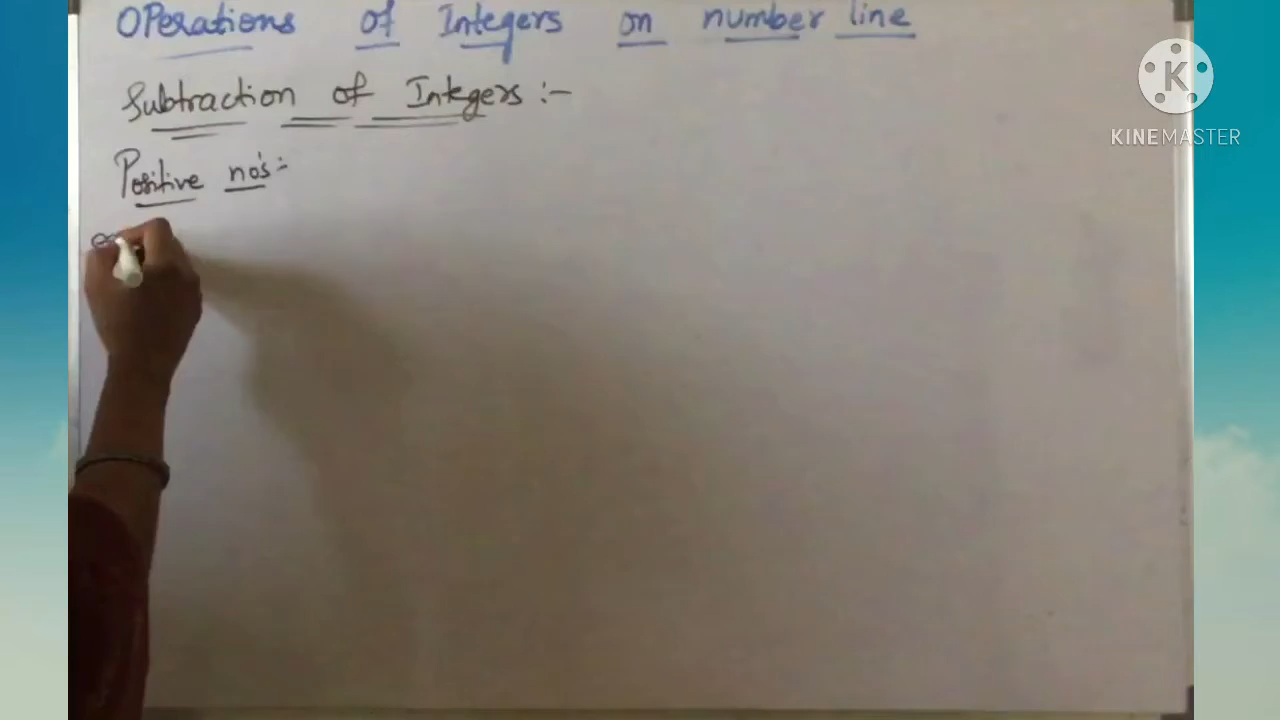 Operations of Integers on number line
Subtraction of Integers :-
Positive no's :-
K
KINEMASTER